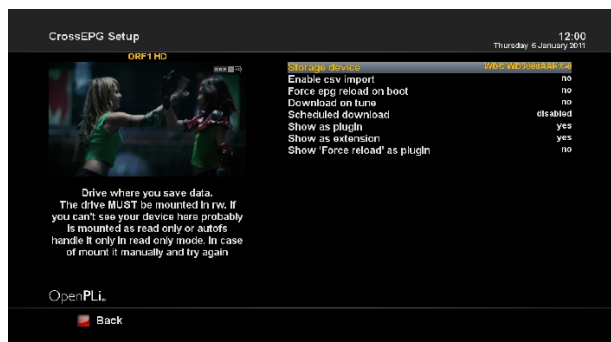 CrossEPG Setup
12:00
Thursday 6 January 2011
ORF1 HD
Storage device
Enable csv import no
Force epg reload on boot no
Download on tune no
Scheduled download disabled
Show as plugin yes
Show as extension yes
Show 'Force reload' as plugin no
Drive where you save data.
The drive MUST be mounted in rw. If
you can't see your device here probably
is mounted as read only or autofs
handle it only in read only mode. In case
of mount it manually and try again
OpenPLi
Back